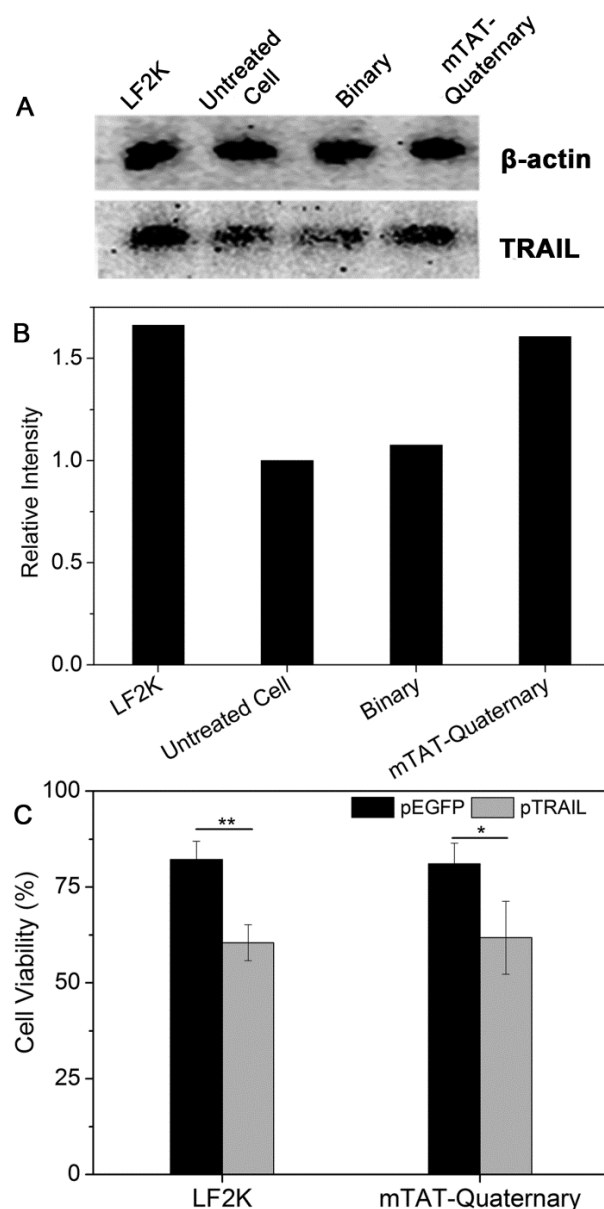 A
LF2K
Untreated
Cell
Binary
mTAT-
Quaternary
β-actin
TRAIL
B
Relative Intensity
1.5
1.0
0.5
0.0
LF2K
Untreated Cell
Binary
mTAT-Quaternary
C
Cell Viability (%)
100
75
50
25
0
pEGFP pTRAIL
**
*
LF2K
mTAT-Quaternary